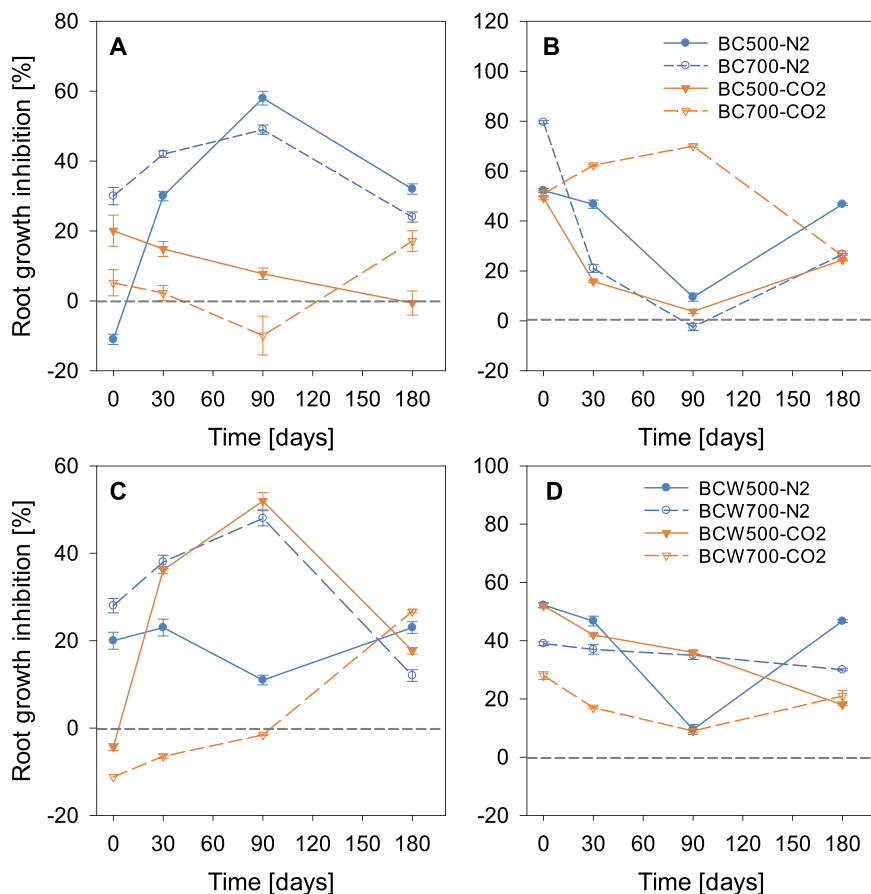 A
Root growth inhibition [%]
80
60
40
20
0
-20
0 30 60 90 120 150 180
Time [days]
B
BC500-N2
BC700-N2
BC500-CO2
BC700-CO2
120
100
80
60
40
20
0
-20
0 30 60 90 120 150 180
Time [days]
C
Root growth inhibition [%]
60
40
20
0
-20
0 30 60 90 120 150 180
Time [days]
D
BCW500-N2
BCW700-N2
BCW500-CO2
BCW700-CO2
100
80
60
40
20
0
-20
0 30 60 90 120 150 180
Time [days]